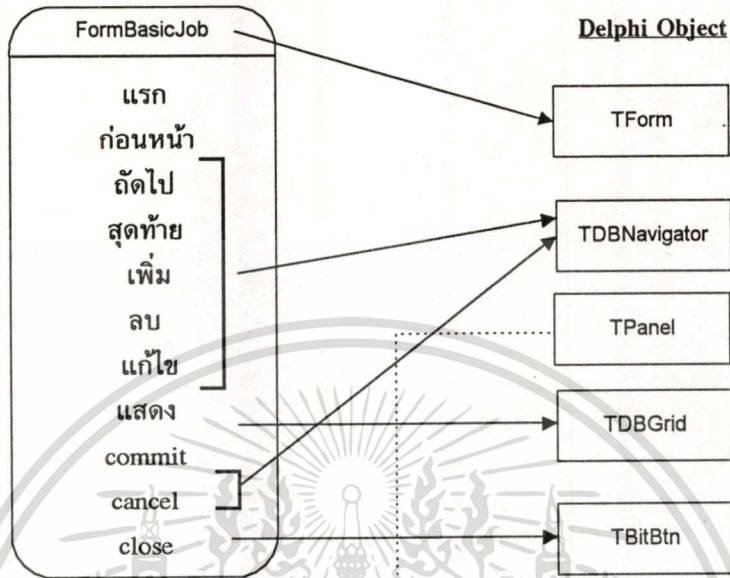 FormBasicJob
แรก
ก่อนหน้า
ถัดไป
สุดท้าย
เพิ่ม
ลบ
แก้ไข
แสดง
commit
cancel
close
Delphi Object
TForm
TDBNavigator
TPanel
TDBGrid
TBitBtn